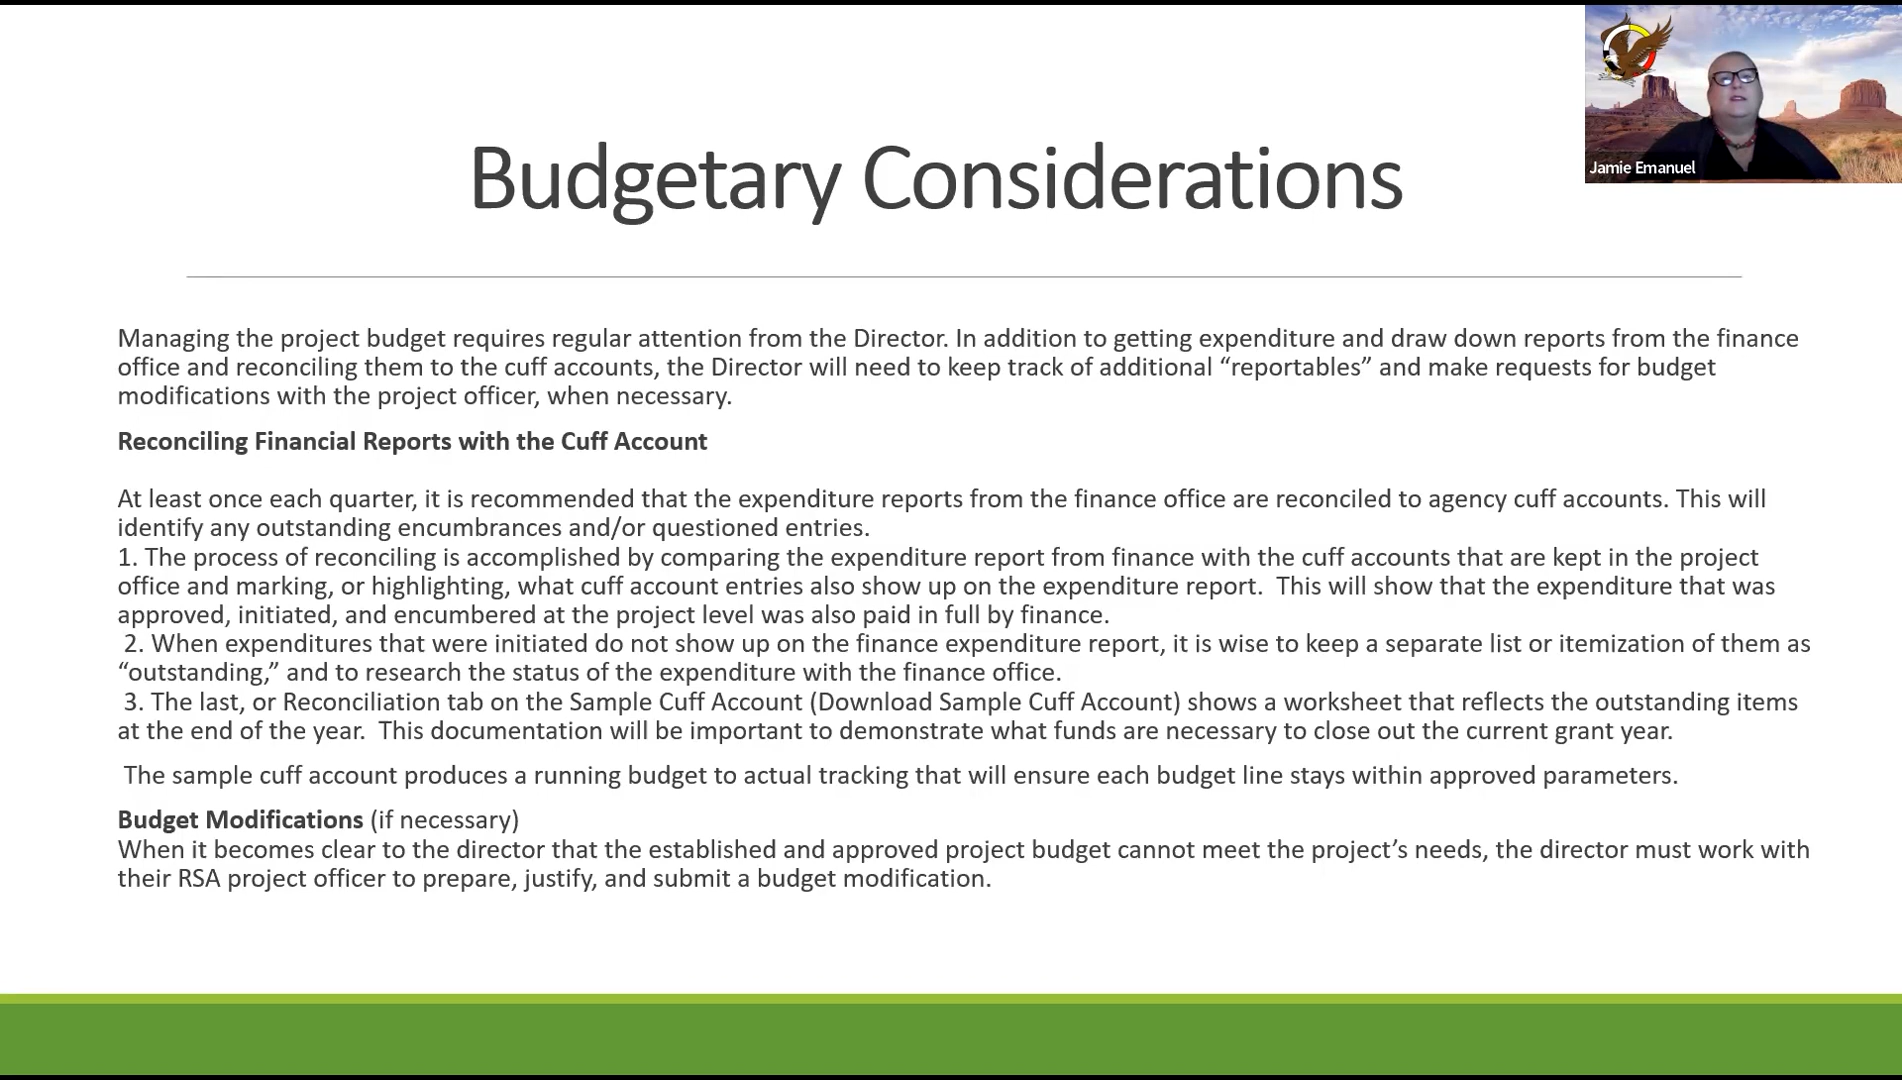 Jamie Emanuel
Budgetary Considerations
Managing the project budget requires regular attention from the Director. In addition to getting expenditure and draw down reports from the finance
office and reconciling them to the cuff accounts, the Director will need to keep track of additional “reportables” and make requests for budget
modifications with the project officer, when necessary.
Reconciling Financial Reports with the Cuff Account
At least once each quarter, it is recommended that the expenditure reports from the finance office are reconciled to agency cuff accounts. This will
identify any outstanding encumbrances and/or questioned entries.
1. The process of reconciling is accomplished by comparing the expenditure report from finance with the cuff accounts that are kept in the project
office and marking, or highlighting, what cuff account entries also show up on the expenditure report.  This will show that the expenditure that was
approved, initiated, and encumbered at the project level was also paid in full by finance.
2. When expenditures that were initiated do not show up on the finance expenditure report, it is wise to keep a separate list or itemization of them as
“outstanding,” and to research the status of the expenditure with the finance office.
3. The last, or Reconciliation tab on the Sample Cuff Account (Download Sample Cuff Account) shows a worksheet that reflects the outstanding items
at the end of the year.  This documentation will be important to demonstrate what funds are necessary to close out the current grant year.
The sample cuff account produces a running budget to actual tracking that will ensure each budget line stays within approved parameters.
Budget Modifications (if necessary)
When it becomes clear to the director that the established and approved project budget cannot meet the project’s needs, the director must work with
their RSA project officer to prepare, justify, and submit a budget modification.